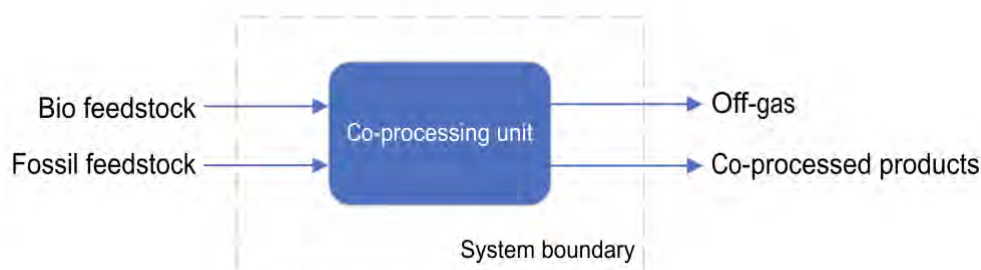 Bio feedstock
Off-gas
Co-processing unit
Fossil feedstock
Co-processed products
System boundary